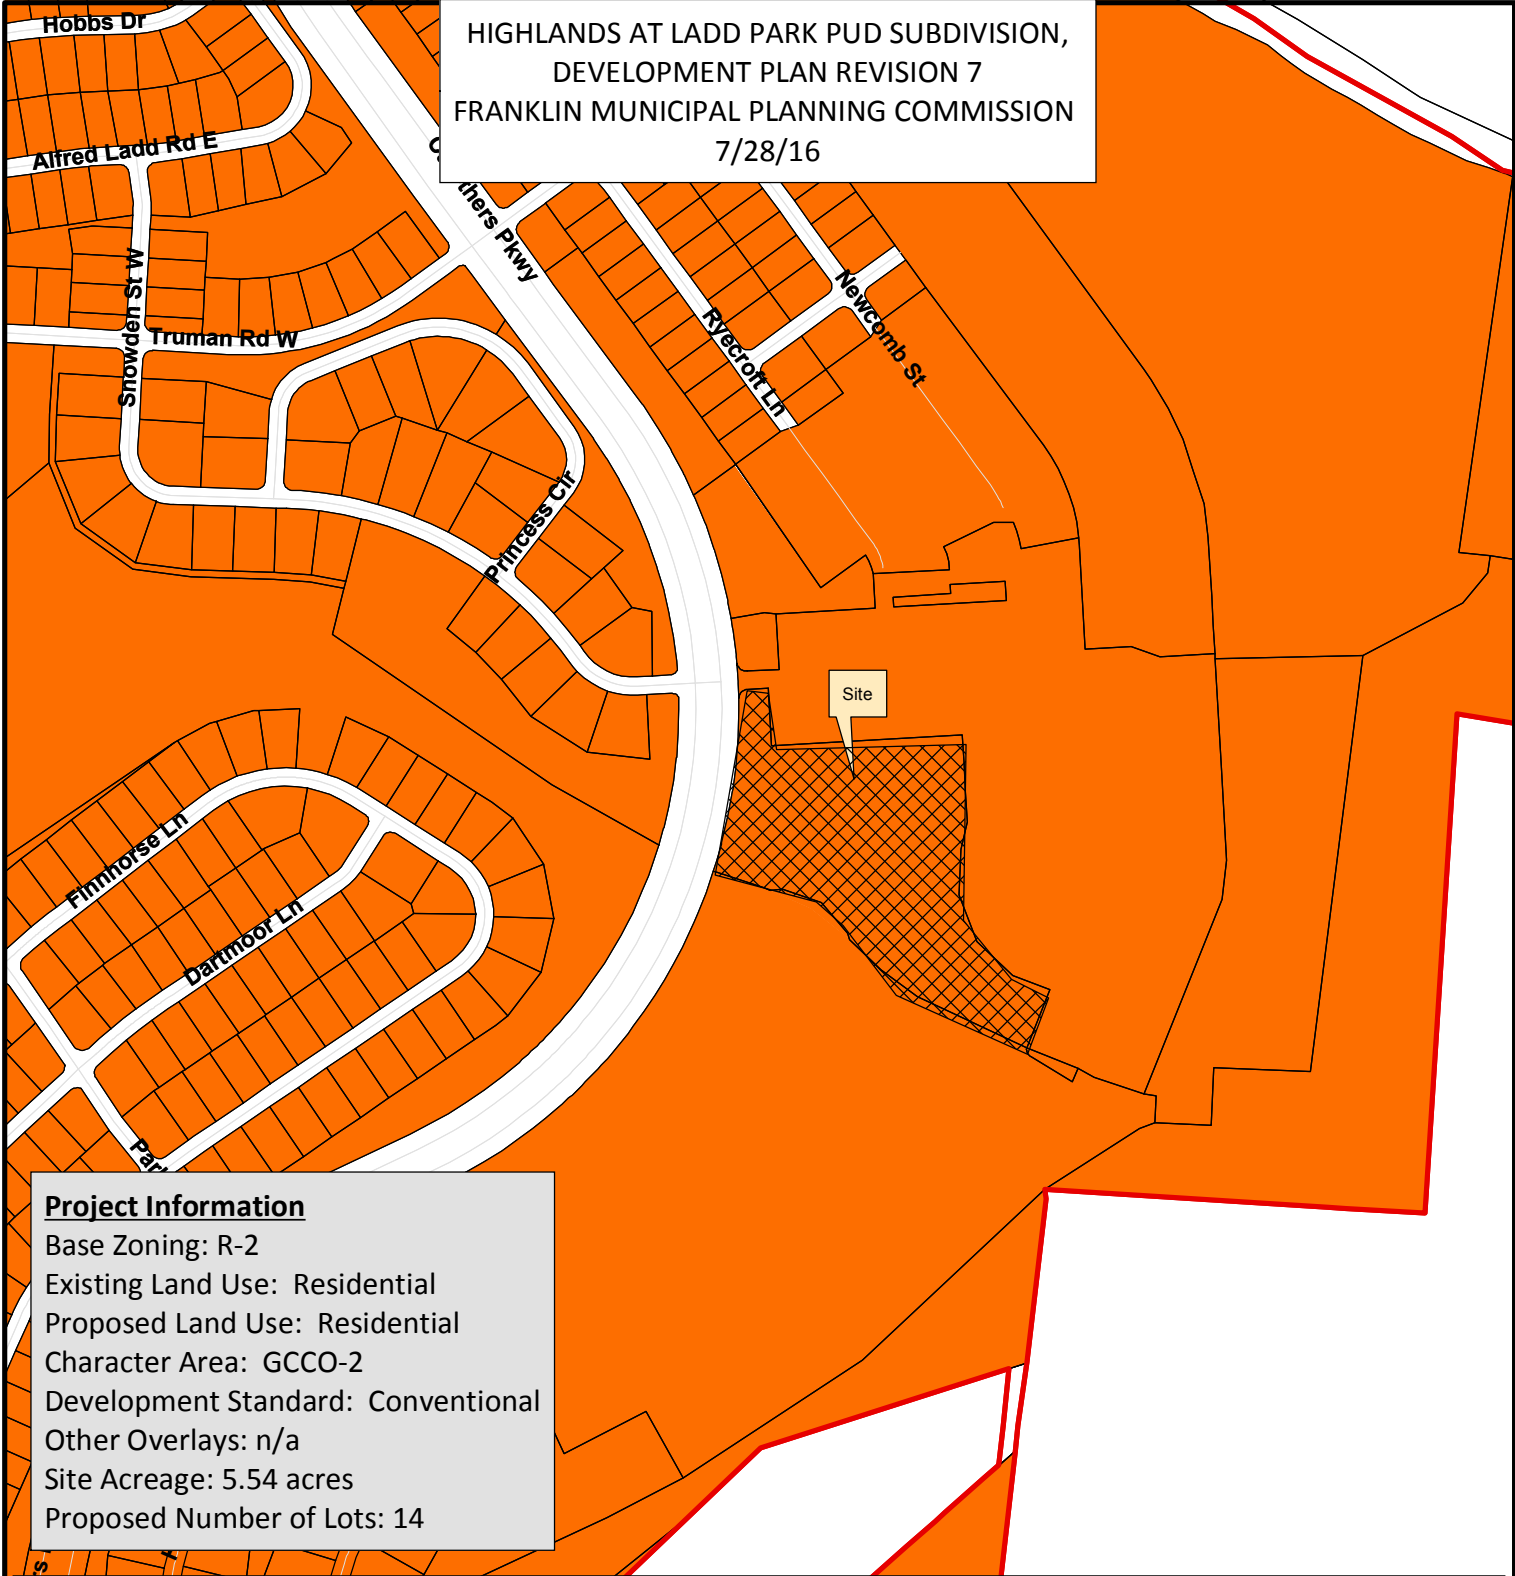 HIGHLANDS AT LADD PARK PUD SUBDIVISION,
DEVELOPMENT PLAN REVISION 7
FRANKLIN MUNICIPAL PLANNING COMMISSION
7/28/16
Hobbs Dr
Alfred Ladd Rd E
Pkwy
Snowden St W
Truman Rd W
Newcomb St
Ryecroft Ln
Princess Cir
Site
Finnhorse Ln
Dartmoor Ln
Project Information
Base Zoning: R-2
Existing Land Use: Residential
Proposed Land Use: Residential
Character Area: GCCO-2
Development Standard: Conventional
Other Overlays: n/a
Site Acreage: 5.54 acres
Proposed Number of Lots: 14